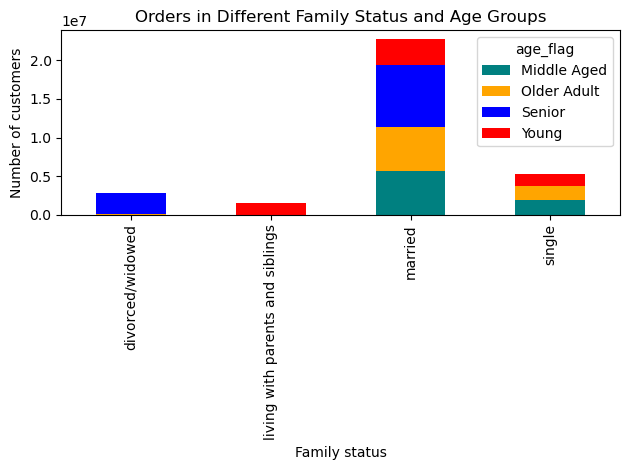 Orders in Different Family Status and Age Groups
1e7
Number of customers
2.0
1.5
1.0
0.5
0.0
age_flag
Middle Aged
Older Adult
Senior
Young
divorced/widowed
living with parents and siblings
married
single
Family status